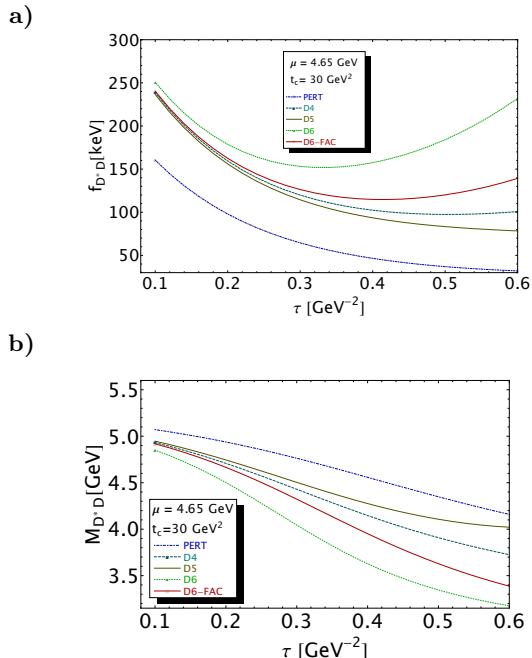 a)
300
250
200
150
100
50
f_{D*D}[keV]
μ = 4.65 GeV
t_c= 30 GeV²
PERT
D4
D5
D6
D6-FAC
0.1 0.2 0.3 0.4 0.5 0.6
τ [GeV⁻²]
b)
5.5
5.0
4.5
4.0
3.5
M_{D*D}[GeV]
μ = 4.65 GeV
t_c=30 GeV²
PERT
D4
D5
D6
D6-FAC
0.1 0.2 0.3 0.4 0.5 0.6
τ [GeV⁻²]